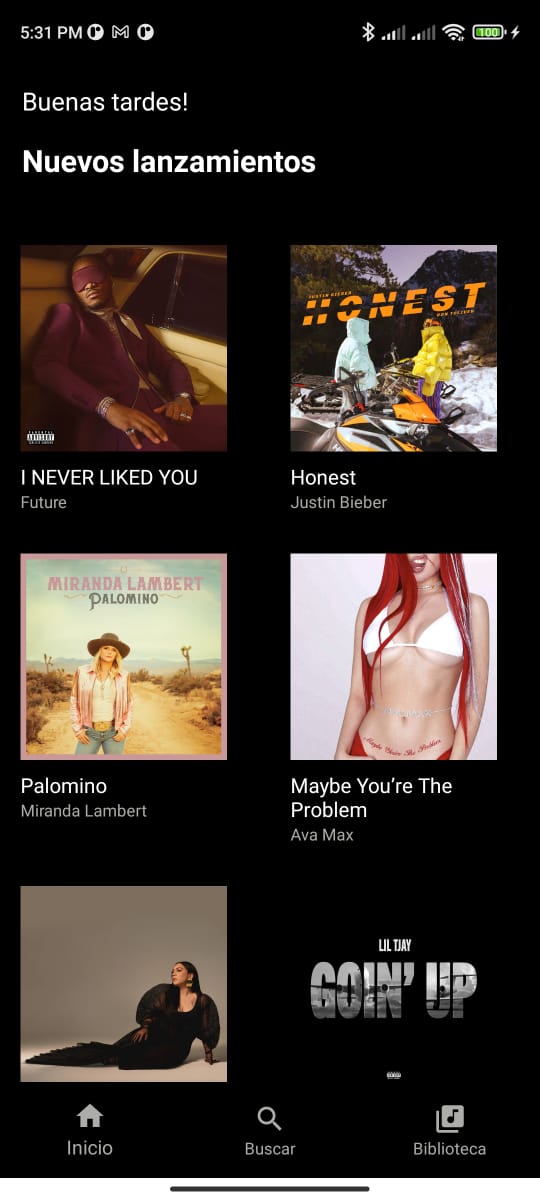 5:31 PM
100
Buenas tardes!
Nuevos lanzamientos
JUSTIN BIEBER
HONEST
DON TOLIVER
PARENTAL
ADVISORY
I NEVER LIKED YOU
Future
Honest
Justin Bieber
MIRANDA LAMBERT
PALOMINO
Maybe You're The Problem
Palomino
Miranda Lambert
Maybe You’re The
Problem
Ava Max
LIL TJAY
GOIN' UP
Inicio
Buscar
Biblioteca